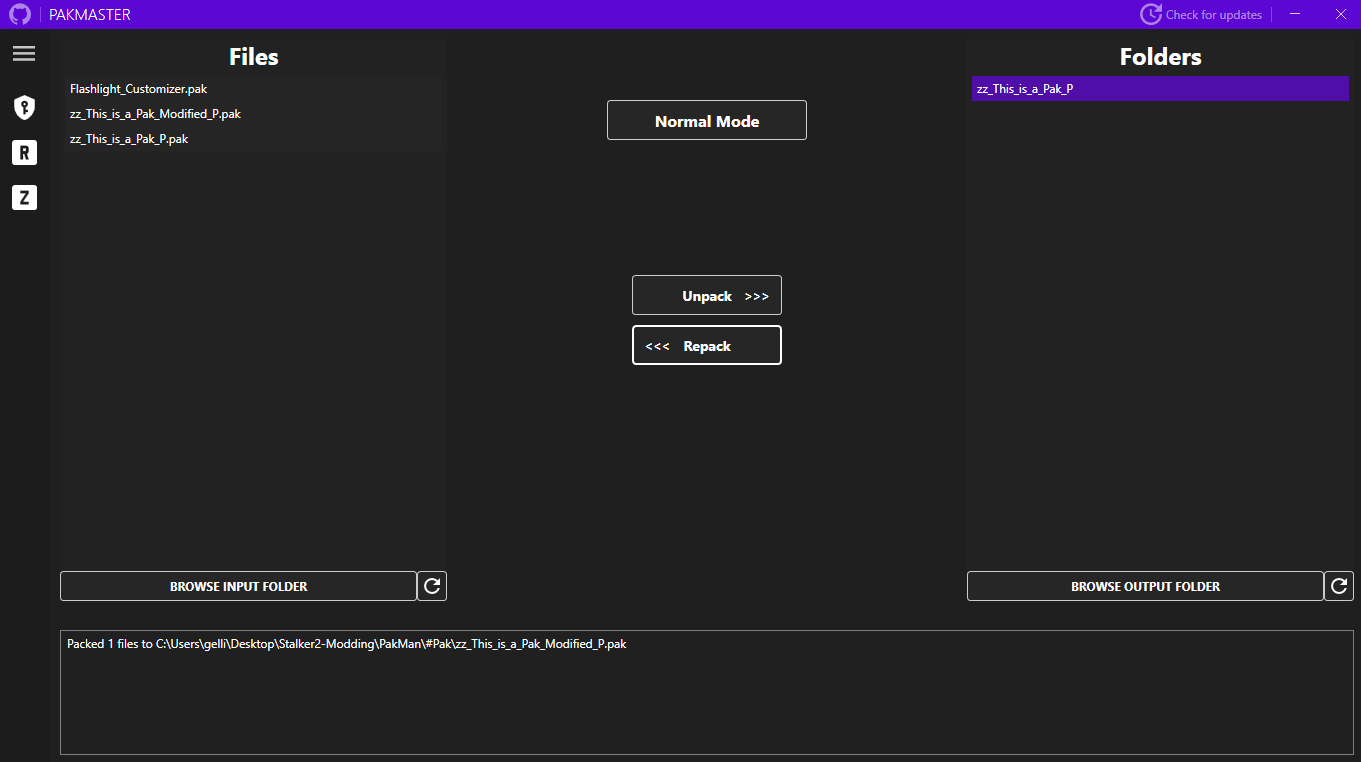 PAKMASTER
Check for updates
R
Z
Files
Flashlight_Customizer.pak
zz_This_is_a_Pak_Modified_P.pak
zz_This_is_a_Pak_P.pak
BROWSE INPUT FOLDER
Normal Mode
Unpack >>>
<<< Repack
Folders
zz_This_is_a_Pak_P
BROWSE OUTPUT FOLDER
Packed 1 files to C:\Users\gelli\Desktop\Stalker2-Modding\PakMan\#Pak\zz_This_is_a_Pak_Modified_P.pak